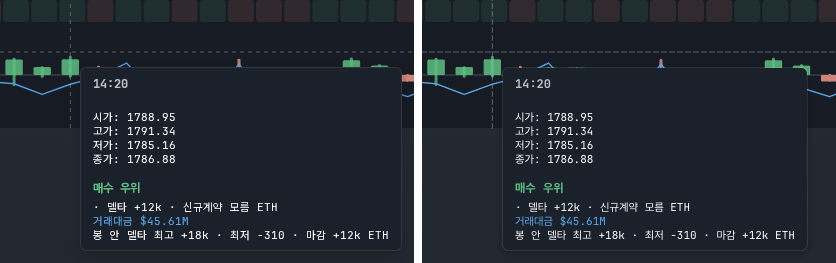 14:20
시가: 1788.95
고가: 1791.34
저가: 1785.16
종가: 1786.88
매수 우위
· 델타 +12k · 신규계약 모름 ETH
거래대금 $45.61M
봉 안 델타 최고 +18k · 최저 -310 · 마감 +12k ETH
14:20
시가: 1788.95
고가: 1791.34
저가: 1785.16
종가: 1786.88
매수 우위
· 델타 +12k · 신규계약 모름 ETH
거래대금 $45.61M
봉 안 델타 최고 +18k · 최저 -310 · 마감 +12k ETH